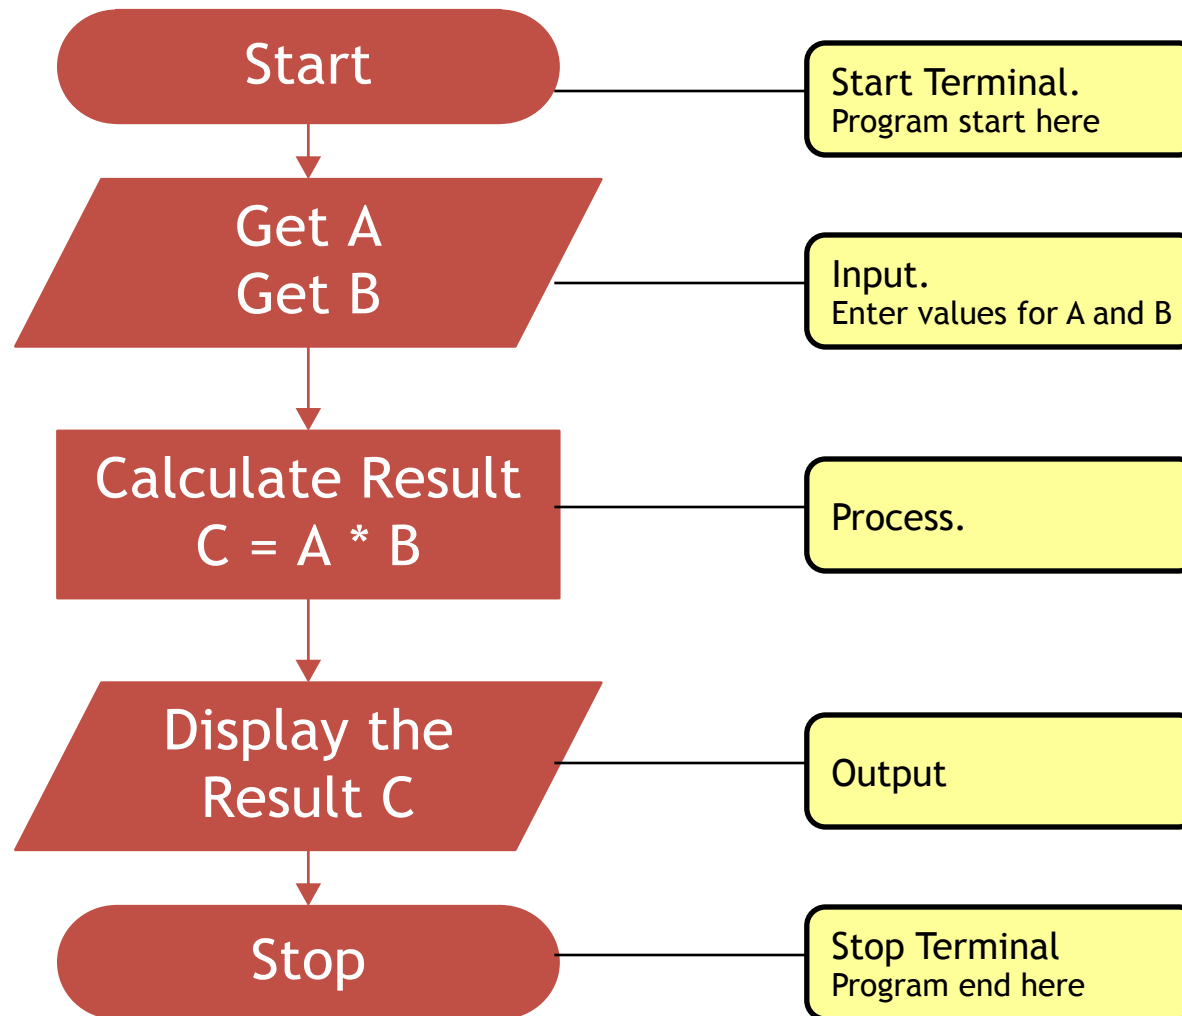 Start
Start Terminal.
Program start here
Get A
Get B
Input.
Enter values for A and B
Calculate Result
C = A * B
Process.
Display the
Result C
Output
Stop
Stop Terminal
Program end here